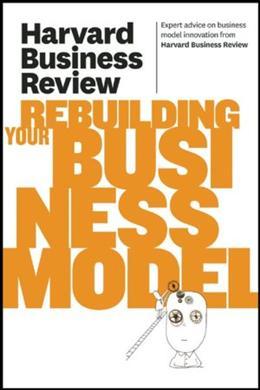 Harvard
Business
Review
Expert advice on business
model innovation from
Harvard Business Review
REBUILDING
YOUR BUSI
NESS
MODEL